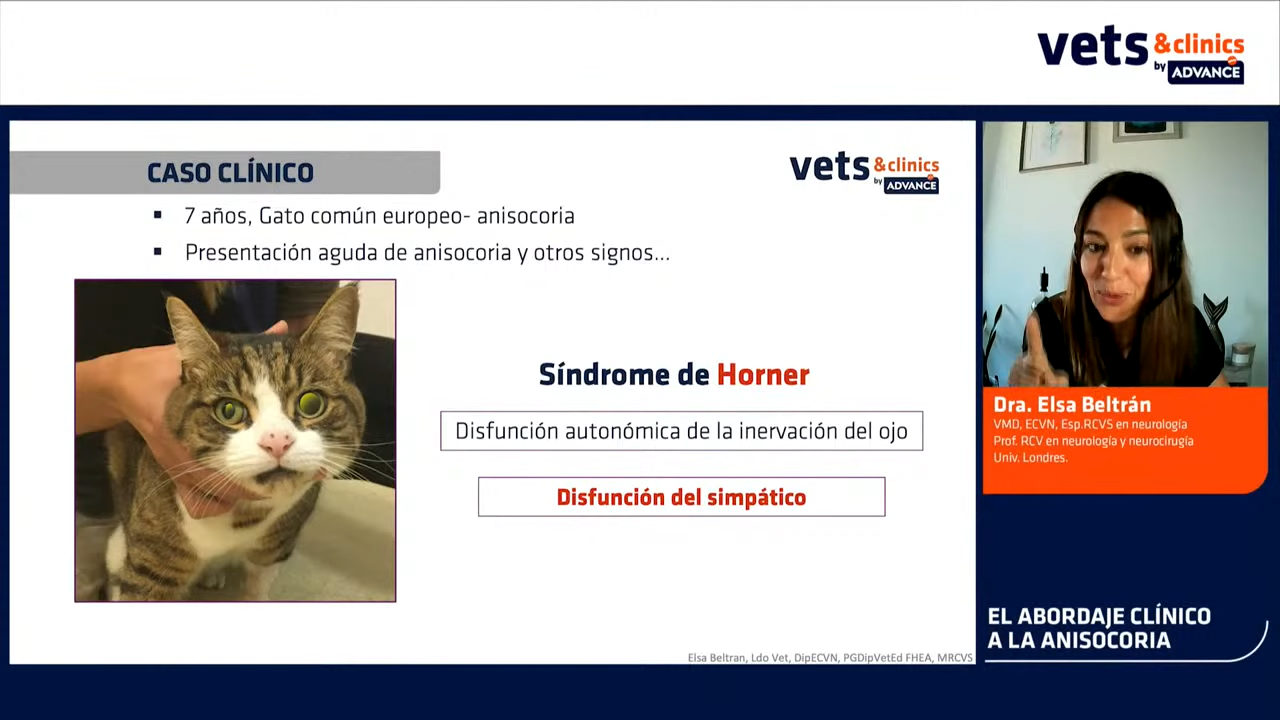 vets &clinics
by ADVANCE
CASO CLÍNICO
vets &clinics
by ADVANCE
▪ 7 años, Gato común europeo- anisocoria
▪ Presentación aguda de anisocoria y otros signos...
Síndrome de Horner
Disfunción autonómica de la inervación del ojo
Disfunción del simpático
Elsa Beltran, Ldo Vet, DipECVN, PGDipVetEd FHEA, MRCVS
Dra. Elsa Beltrán
VMD, ECVN, Esp.RCVS en neurología
Prof. RCV en neurología y neurocirugía
Univ. Londres.
EL ABORDAJE CLÍNICO
A LA ANISOCORIA